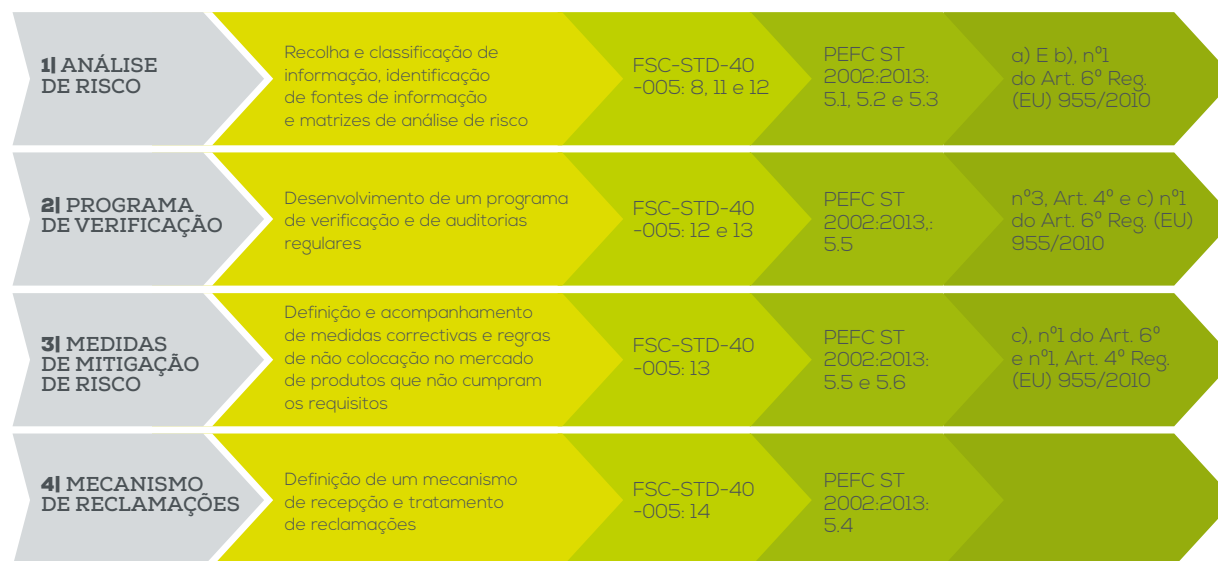 1| ANÁLISE
DE RISCO
Recolha e classificação de
informação, identificação
de fontes de informação
e matrizes de análise de risco
FSC-STD-40
-005: 8, 11 e 12
PEFC ST
2002:2013:
5.1, 5.2 e 5.3
a) E b), nº1
do Art. 6º Reg.
(EU) 955/2010
2| PROGRAMA
DE VERIFICAÇÃO
Desenvolvimento de um programa
de verificação e de auditorias
regulares
FSC-STD-40
-005: 12 e 13
PEFC ST
2002:2013,:
5.5
nº3, Art. 4º e c) nº1
do Art. 6º Reg. (EU)
955/2010
3| MEDIDAS
DE MITIGAÇÃO
DE RISCO
Definição e acompanhamento
de medidas correctivas e regras
de não colocação no mercado
de produtos que não cumpram
os requisitos
FSC-STD-40
-005: 13
PEFC ST
2002:2013:
5.5 e 5.6
c), nº1 do Art. 6º
e nº1, Art. 4º Reg.
(EU) 955/2010
4| MECANISMO
DE RECLAMAÇÕES
Definição de um mecanismo
de recepção e tratamento
de reclamações
FSC-STD-40
-005: 14
PEFC ST
2002:2013:
5.4